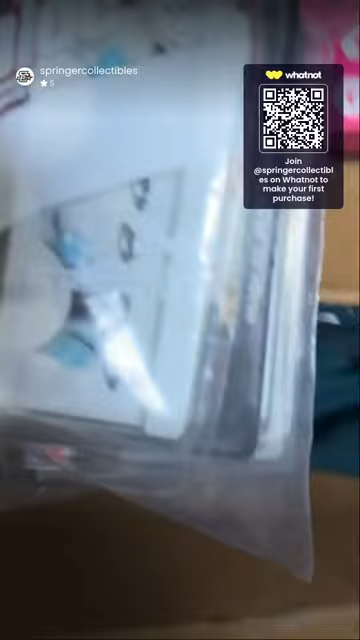 springercollectibles
5
whatnot
Join
@springercollectibl
es on Whatnot to
make your first
purchase!